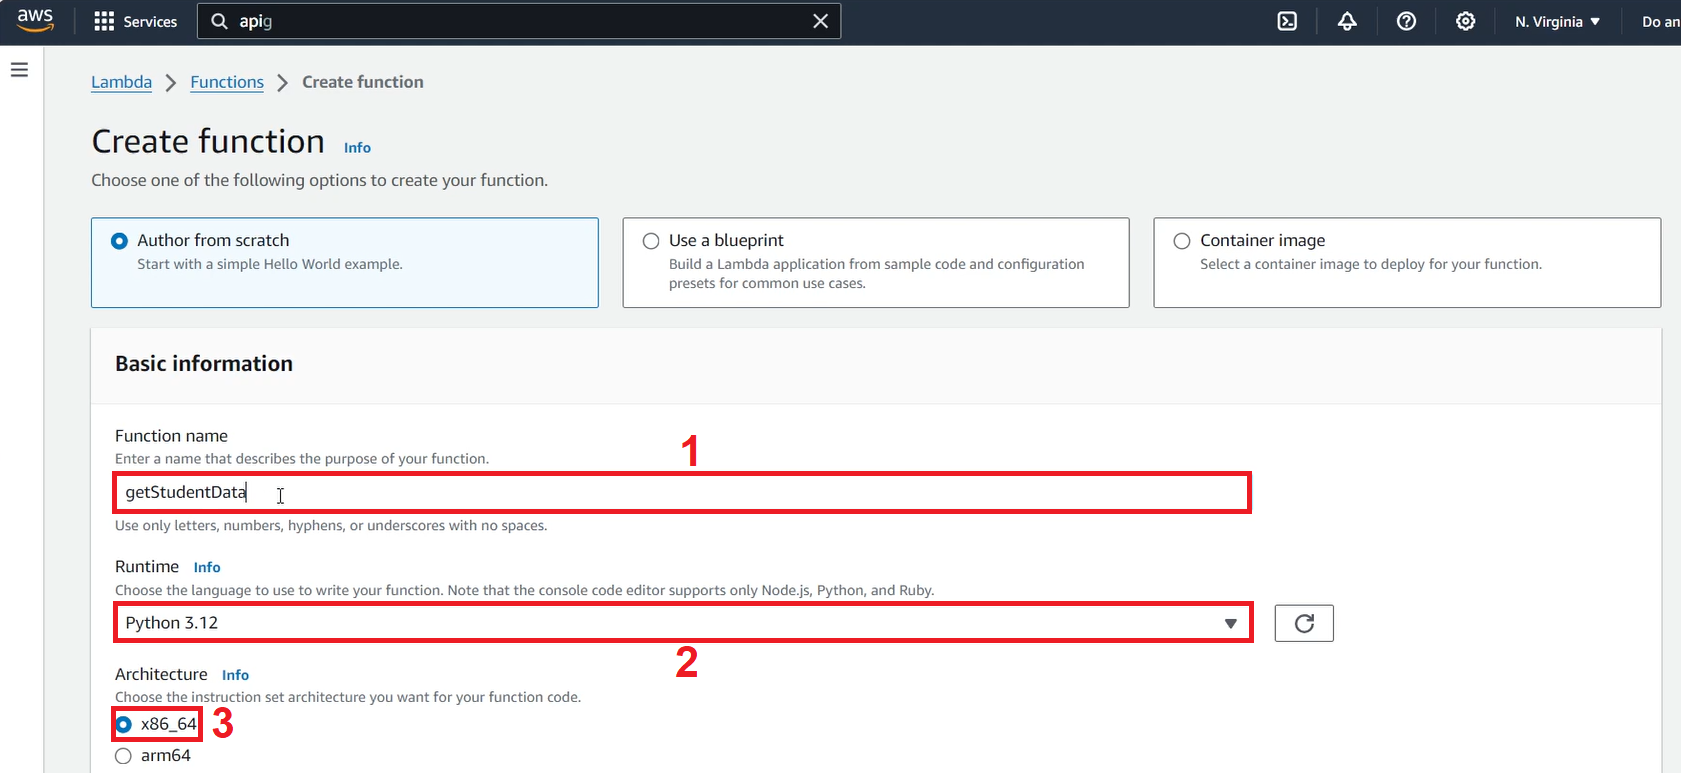 aws Services apig N. Virginia Do an
Lambda Functions Create function
Create function Info
Choose one of the following options to create your function.
Author from scratch
Start with a simple Hello World example.
Use a blueprint
Build a Lambda application from sample code and configuration
presets for common use cases.
Container image
Select a container image to deploy for your function.
Basic information
Function name
Enter a name that describes the purpose of your function.
1
getStudentData
Use only letters, numbers, hyphens, or underscores with no spaces.
Runtime Info
Choose the language to use to write your function. Note that the console code editor supports only Node.js, Python, and Ruby.
Python 3.12
2
Architecture Info
Choose the instruction set architecture you want for your function code.
x86_64 3
arm64